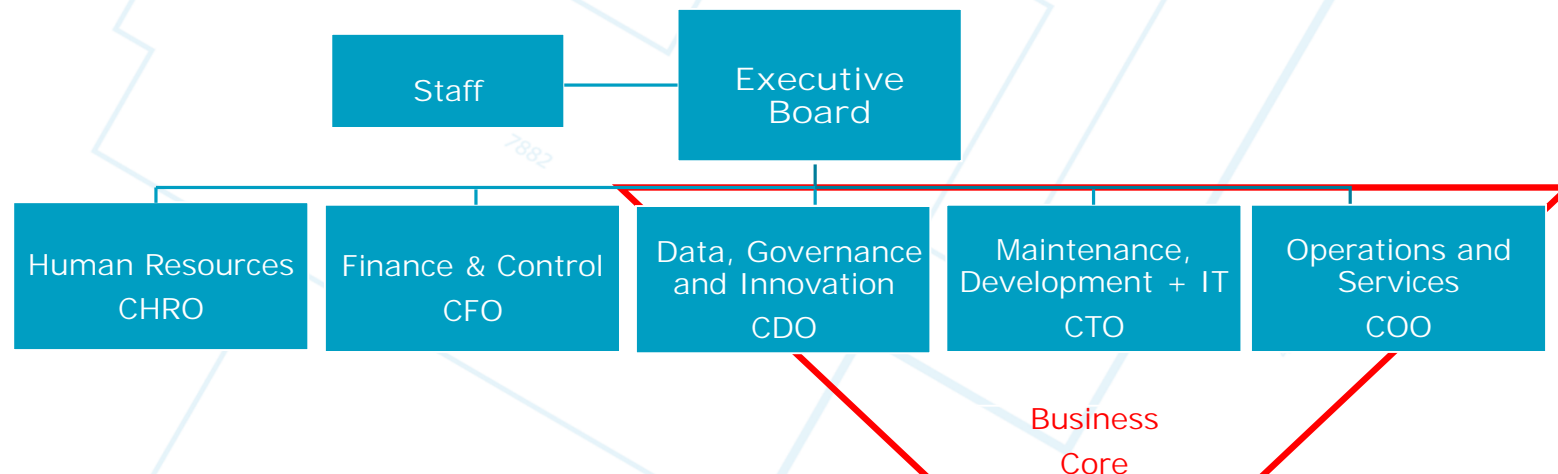 Staff
Executive
Board
7882
Human Resources
CHRO
Finance & Control
CFO
Data, Governance
and Innovation
CDO
Maintenance,
Development + IT
CTO
Operations and
Services
COO
Business
Core